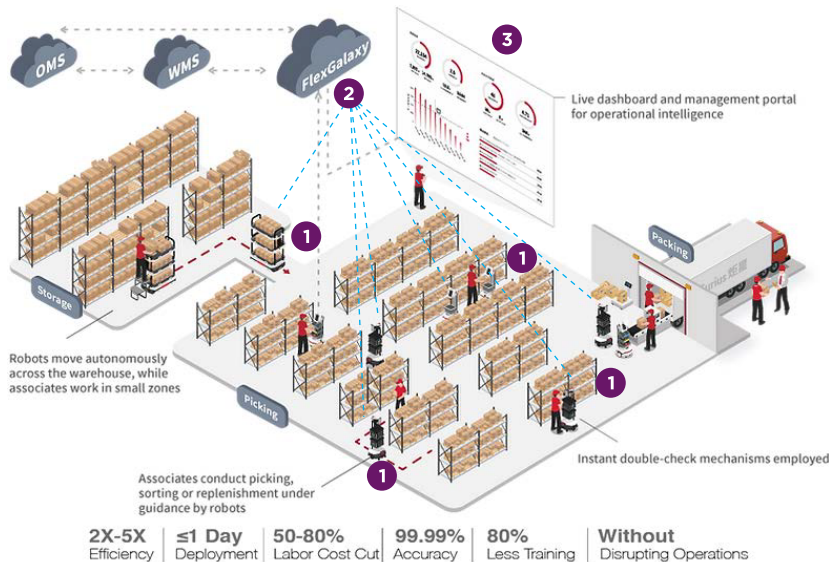 3
OMS
WMS
FlexGalaxy
2
Live dashboard and management portal
for operational intelligence
1
1
Packing
Storage
Robots move autonomously
across the warehouse, while
associates work in small zones
1
Picking
1
Instant double-check mechanisms employed
Associates conduct picking,
sorting or replenishment under
guidance by robots
2X-5X
Efficiency
≤1 Day
Deployment
50-80%
Labor Cost Cut
99.99%
Accuracy
80%
Less Training
Without
Disrupting Operations